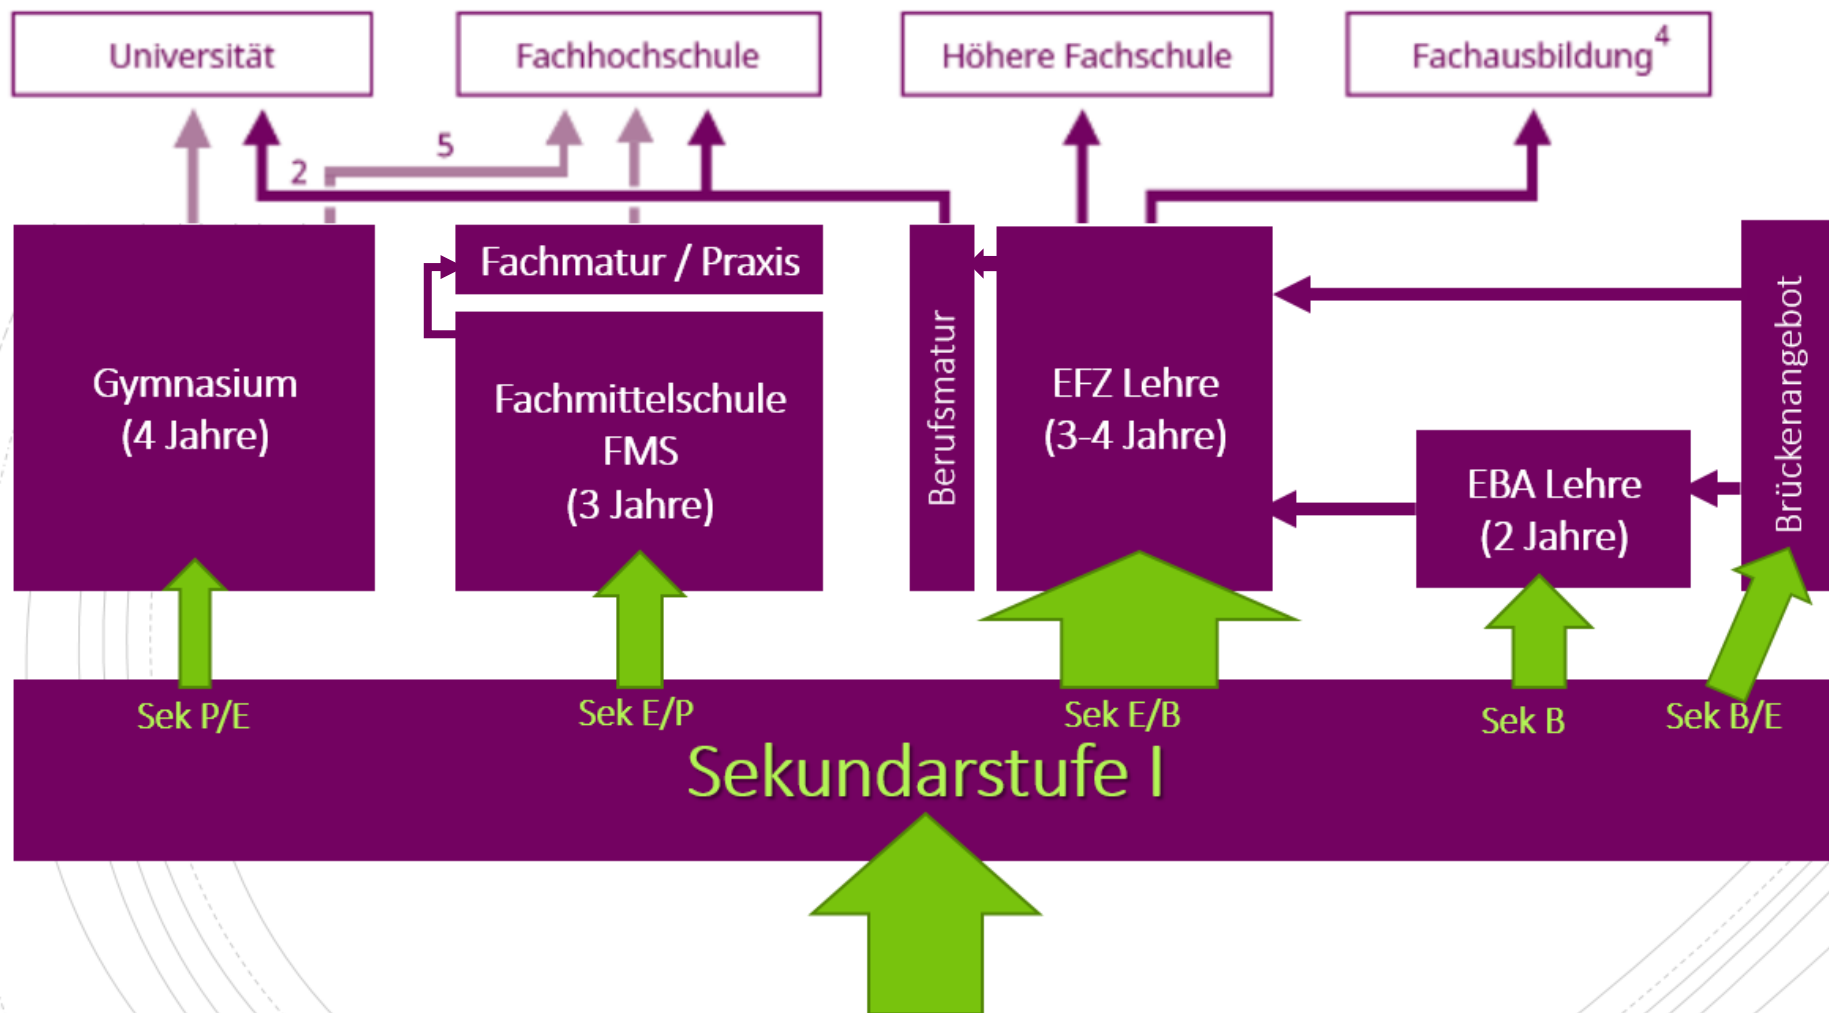 Universität
Fachhochschule
Höhere Fachschule
Fachausbildung⁴
5
2
Gymnasium
(4 Jahre)
Fachmatur / Praxis
Fachmittelschule
FMS
(3 Jahre)
Berufsmatur
EFZ Lehre
(3-4 Jahre)
EBA Lehre
(2 Jahre)
Brückenangebot
Sek P/E
Sek E/P
Sek E/B
Sek B
Sek B/E
Sekundarstufe I